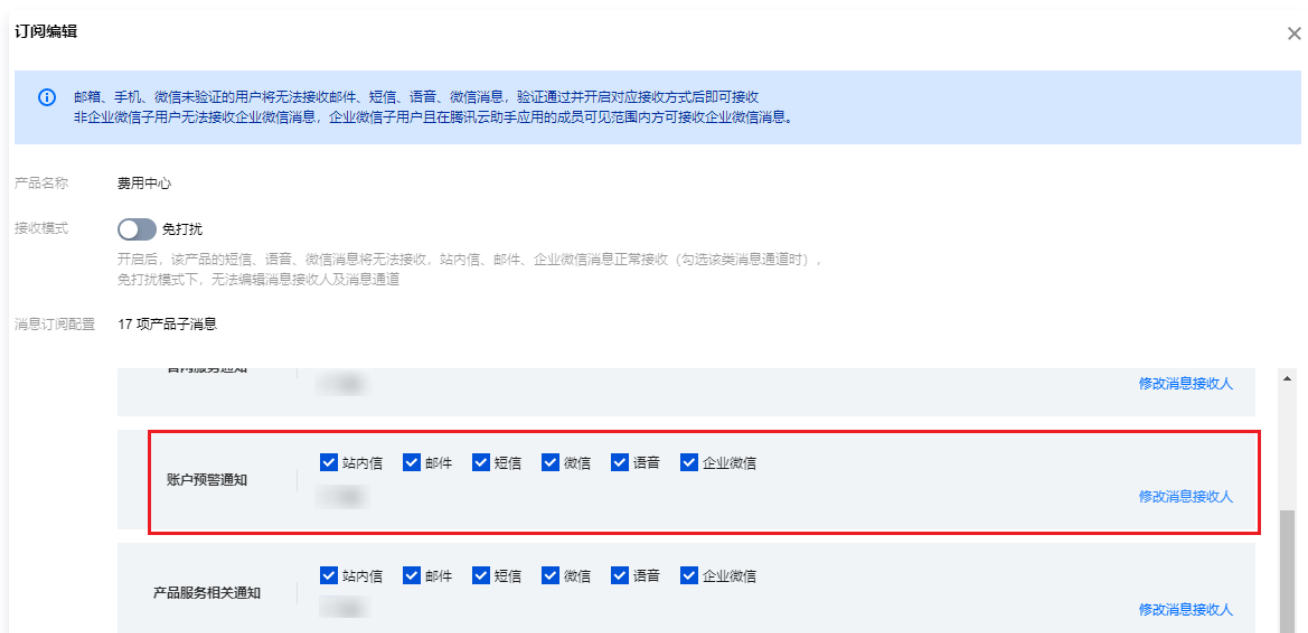 订阅编辑
邮箱、手机、微信未验证的用户将无法接收邮件、短信、语音、微信消息，验证通过并开启对应接收方式后即可接收
非企业微信子用户无法接收企业微信消息，企业微信子用户且在腾讯云助手应用的成员可见范围内方可接收企业微信消息。
产品名称 费用中心
接收模式 免打扰
开启后，该产品的短信、语音、微信消息将无法接收，站内信、邮件、企业微信消息正常接收（勾选该类消息通道时），
免打扰模式下，无法编辑消息接收人及消息通道
消息订阅配置 17 项产品子消息
修改消息接收人
站内信 邮件 短信 微信 语音 企业微信
账户预警通知
修改消息接收人
站内信 邮件 短信 微信 语音 企业微信
产品服务相关通知
修改消息接收人